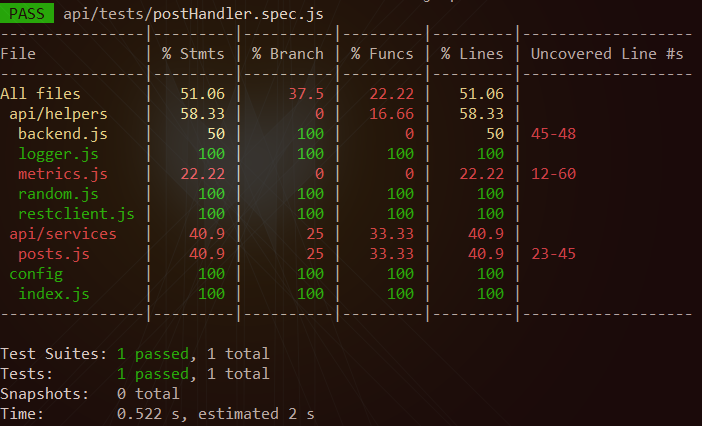 PASS  api/tests/postHandler.spec.js
----------------|---------|----------|---------|---------|-------------------
File            | % Stmts | % Branch | % Funcs | % Lines | Uncovered Line #s
----------------|---------|----------|---------|---------|-------------------
All files       |   51.06 |     37.5 |   22.22 |   51.06 |
 api/helpers    |   58.33 |        0 |   16.66 |   58.33 |
  backend.js    |      50 |      100 |       0 |      50 | 45-48
  logger.js     |     100 |      100 |     100 |     100 |
  metrics.js    |   22.22 |        0 |       0 |   22.22 | 12-60
  random.js     |     100 |      100 |     100 |     100 |
  restclient.js |     100 |      100 |     100 |     100 |
 api/services   |    40.9 |       25 |   33.33 |    40.9 |
  posts.js      |    40.9 |       25 |   33.33 |    40.9 | 23-45
 config         |     100 |      100 |     100 |     100 |
  index.js      |     100 |      100 |     100 |     100 |
----------------|---------|----------|---------|---------|-------------------
Test Suites: 1 passed, 1 total
Tests:       1 passed, 1 total
Snapshots:   0 total
Time:        0.522 s, estimated 2 s